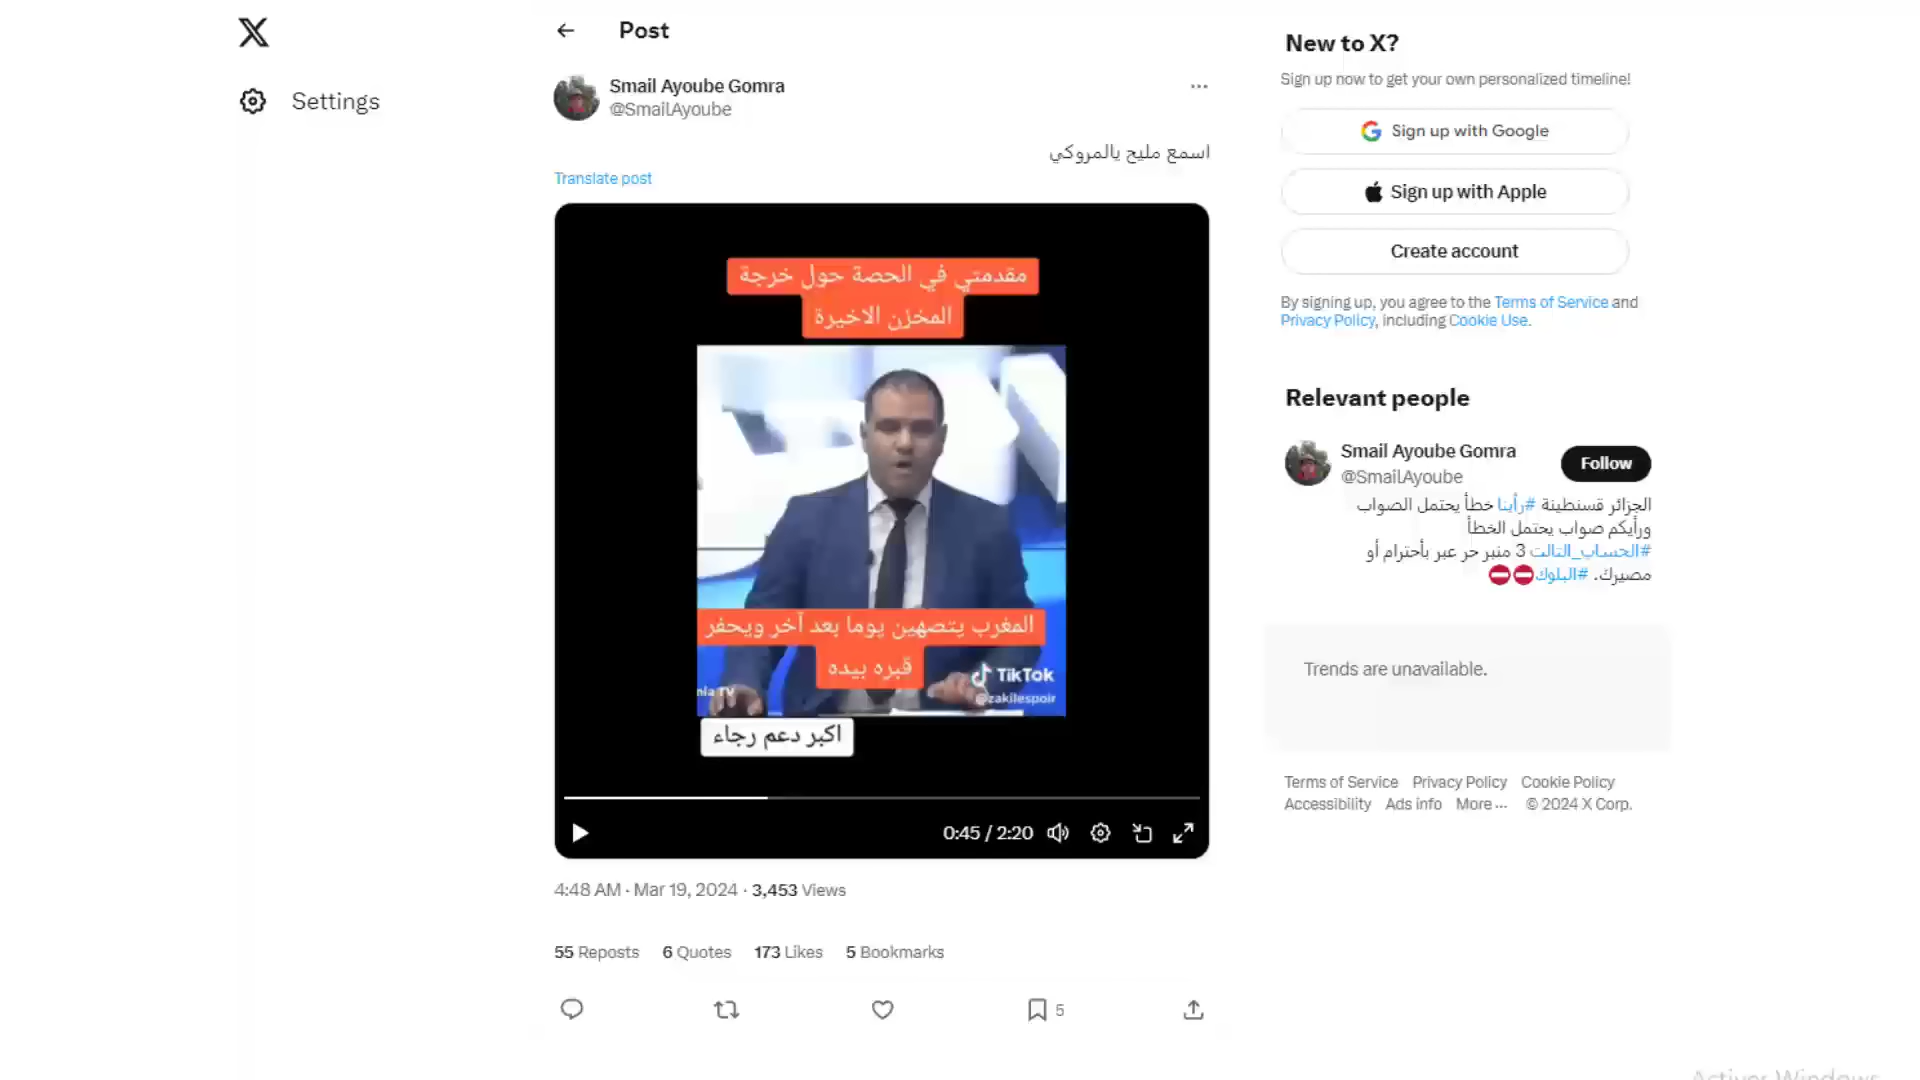 Settings
Post
Smail Ayoube Gomra
@SmailAyoube
اسمع مليح يالمروكي
Translate post
مقدمتي في الحصة حول خرجة
المخزن الاخيرة
المغرب يتصهين يوما بعد آخر ويحفر
قبره بيده
nia TV
TikTok
@zakilespoir
اكبر دعم رجاء
0:45 / 2:20
4:48 AM · Mar 19, 2024 · 3,453 Views
55 Reposts 6 Quotes 173 Likes 5 Bookmarks
5
New to X?
Sign up now to get your own personalized timeline!
Sign up with Google
Sign up with Apple
Create account
By signing up, you agree to the Terms of Service and
Privacy Policy, including Cookie Use.
Relevant people
Smail Ayoube Gomra
@SmailAyoube
Follow
الجزائر قسنطينة #رأينا خطأ يحتمل الصواب
ورأيكم صواب يحتمل الخطأ
#الحساب_التالت 3 منبر حر عبر بأحترام أو
مصيرك. #البلوك
Trends are unavailable.
Terms of Service Privacy Policy Cookie Policy
Accessibility Ads info More ··· © 2024 X Corp.
Activer Windows